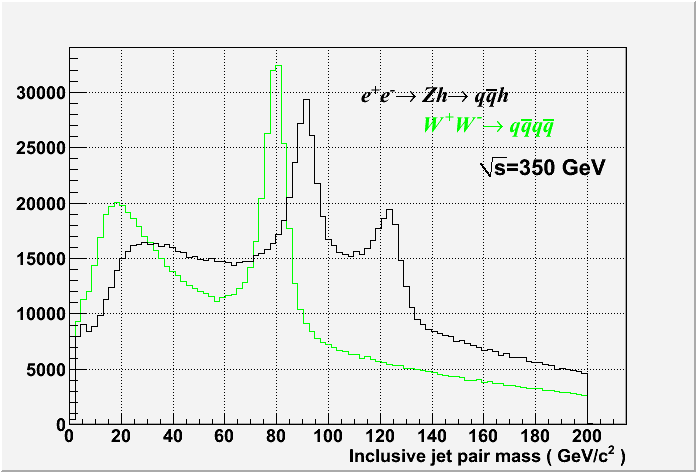 30000
25000
20000
15000
10000
5000
0
e⁺e⁻→ Zh→ qq̅h
W⁺W⁻→ qq̅qq̅
√s=350 GeV
0 20 40 60 80 100 120 140 160 180 200
Inclusive jet pair mass ( GeV/c² )